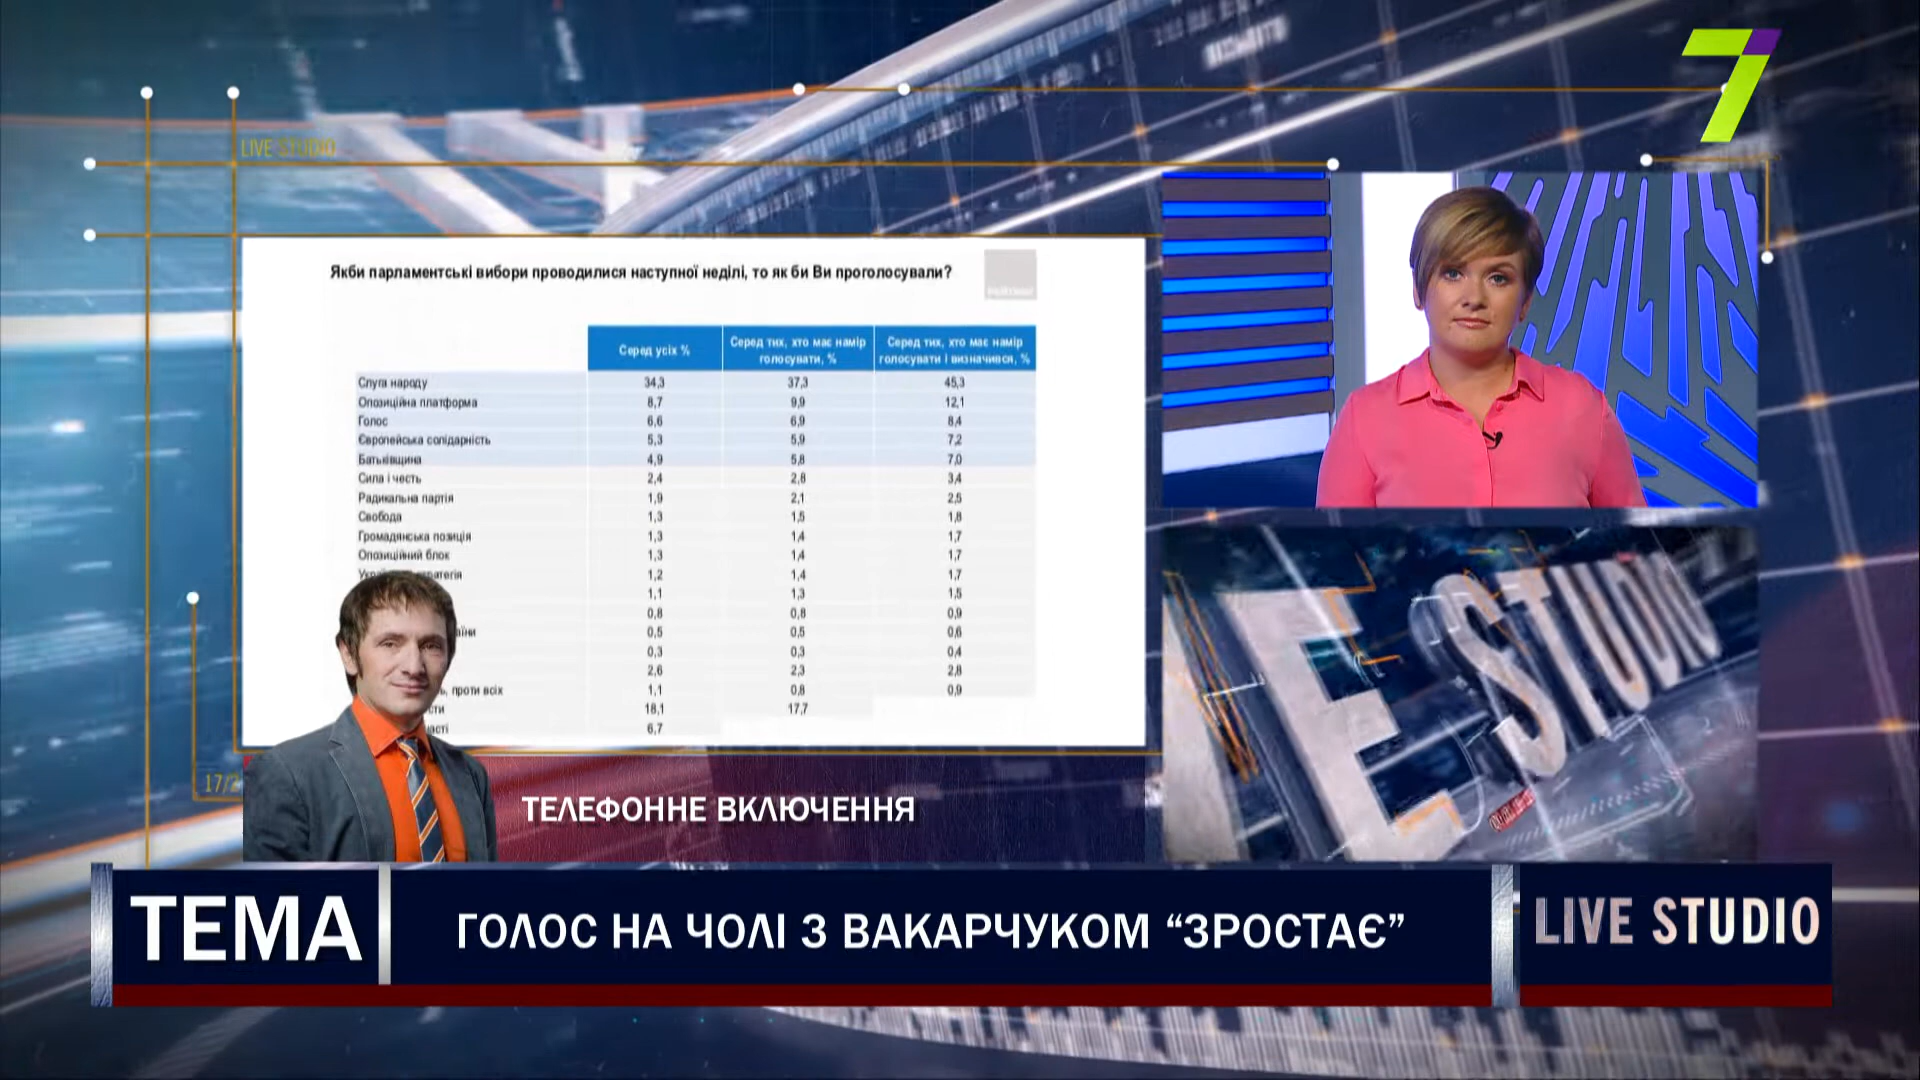 7
LIVE STUDIO
Якби парламентські вибори проводилися наступної неділі, то як би Ви проголосували?
Серед усіх % Серед тих, хто має намір голосувати, % Серед тих, хто має намір голосувати і визначився, %
Слуга народу 34,3 37,3 45,3
Опозиційна платформа 8,7 9,9 12,1
Голос 6,6 6,9 8,4
Європейська солідарність 5,3 5,9 7,2
Батьківщина 4,9 5,8 7,0
Сила і честь 2,4 2,8 3,4
Радикальна партія 1,9 2,1 2,5
Свобода 1,3 1,5 1,8
Громадянська позиція 1,3 1,4 1,7
Опозиційний блок 1,3 1,4 1,7
1,2 1,4 1,7
1,1 1,3 1,5
0,8 0,8 0,9
0,5 0,5 0,6
0,3 0,3 0,4
2,6 2,3 2,8
проти всіх 1,1 0,8 0,9
18,1 17,7
6,7
17/2
ТЕЛЕФОННЕ ВКЛЮЧЕННЯ
E STUDIO
ТЕМА
ГОЛОС НА ЧОЛІ З ВАКАРЧУКОМ “ЗРОСТАЄ”
LIVE STUDIO